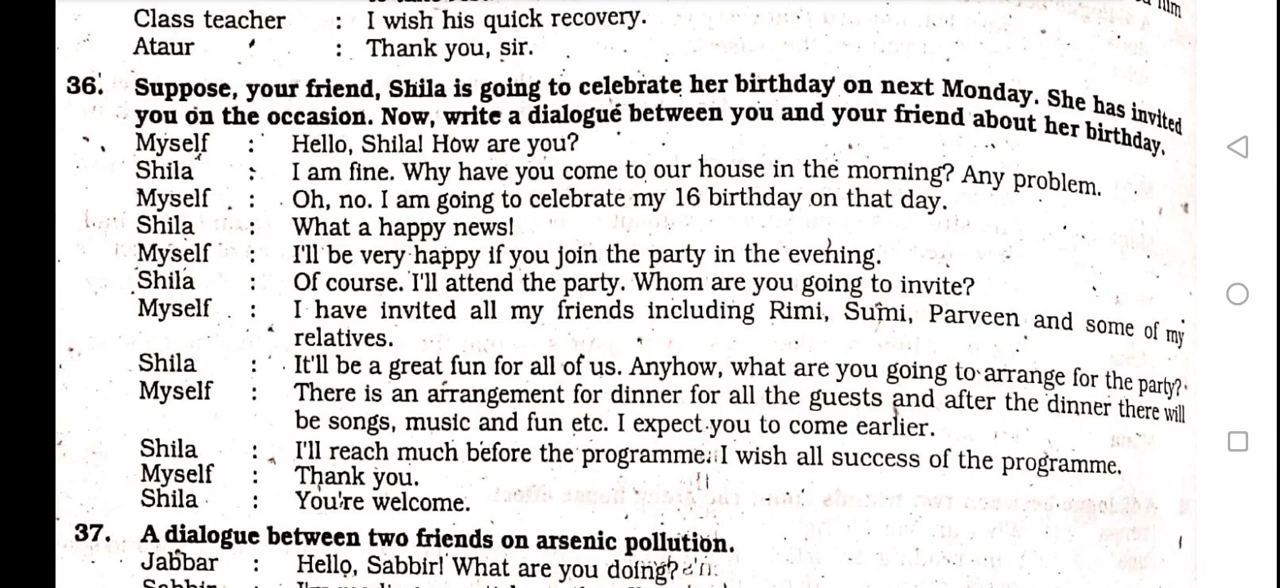 Class teacher : I wish his quick recovery.
Ataur : Thank you, sir.
36. Suppose, your friend, Shila is going to celebrate her birthday on next Monday. She has invited
you on the occasion. Now, write a dialogue between you and your friend about her birthday.
Myself : Hello, Shila! How are you?
Shila : I am fine. Why have you come to our house in the morning? Any problem.
Myself : Oh, no. I am going to celebrate my 16 birthday on that day.
Shila : What a happy news!
Myself : I'll be very happy if you join the party in the evening.
Shila : Of course. I'll attend the party. Whom are you going to invite?
Myself : I have invited all my friends including Rimi, Sumi, Parveen and some of my
relatives.
Shila : It'll be a great fun for all of us. Anyhow, what are you going to arrange for the party?
Myself : There is an arrangement for dinner for all the guests and after the dinner there will
be songs, music and fun etc. I expect you to come earlier.
Shila : I'll reach much before the programme. I wish all success of the programme.
Myself : Thank you.
Shila : You're welcome.
37. A dialogue between two friends on arsenic pollution.
Jabbar : Hello, Sabbir! What are you doing?